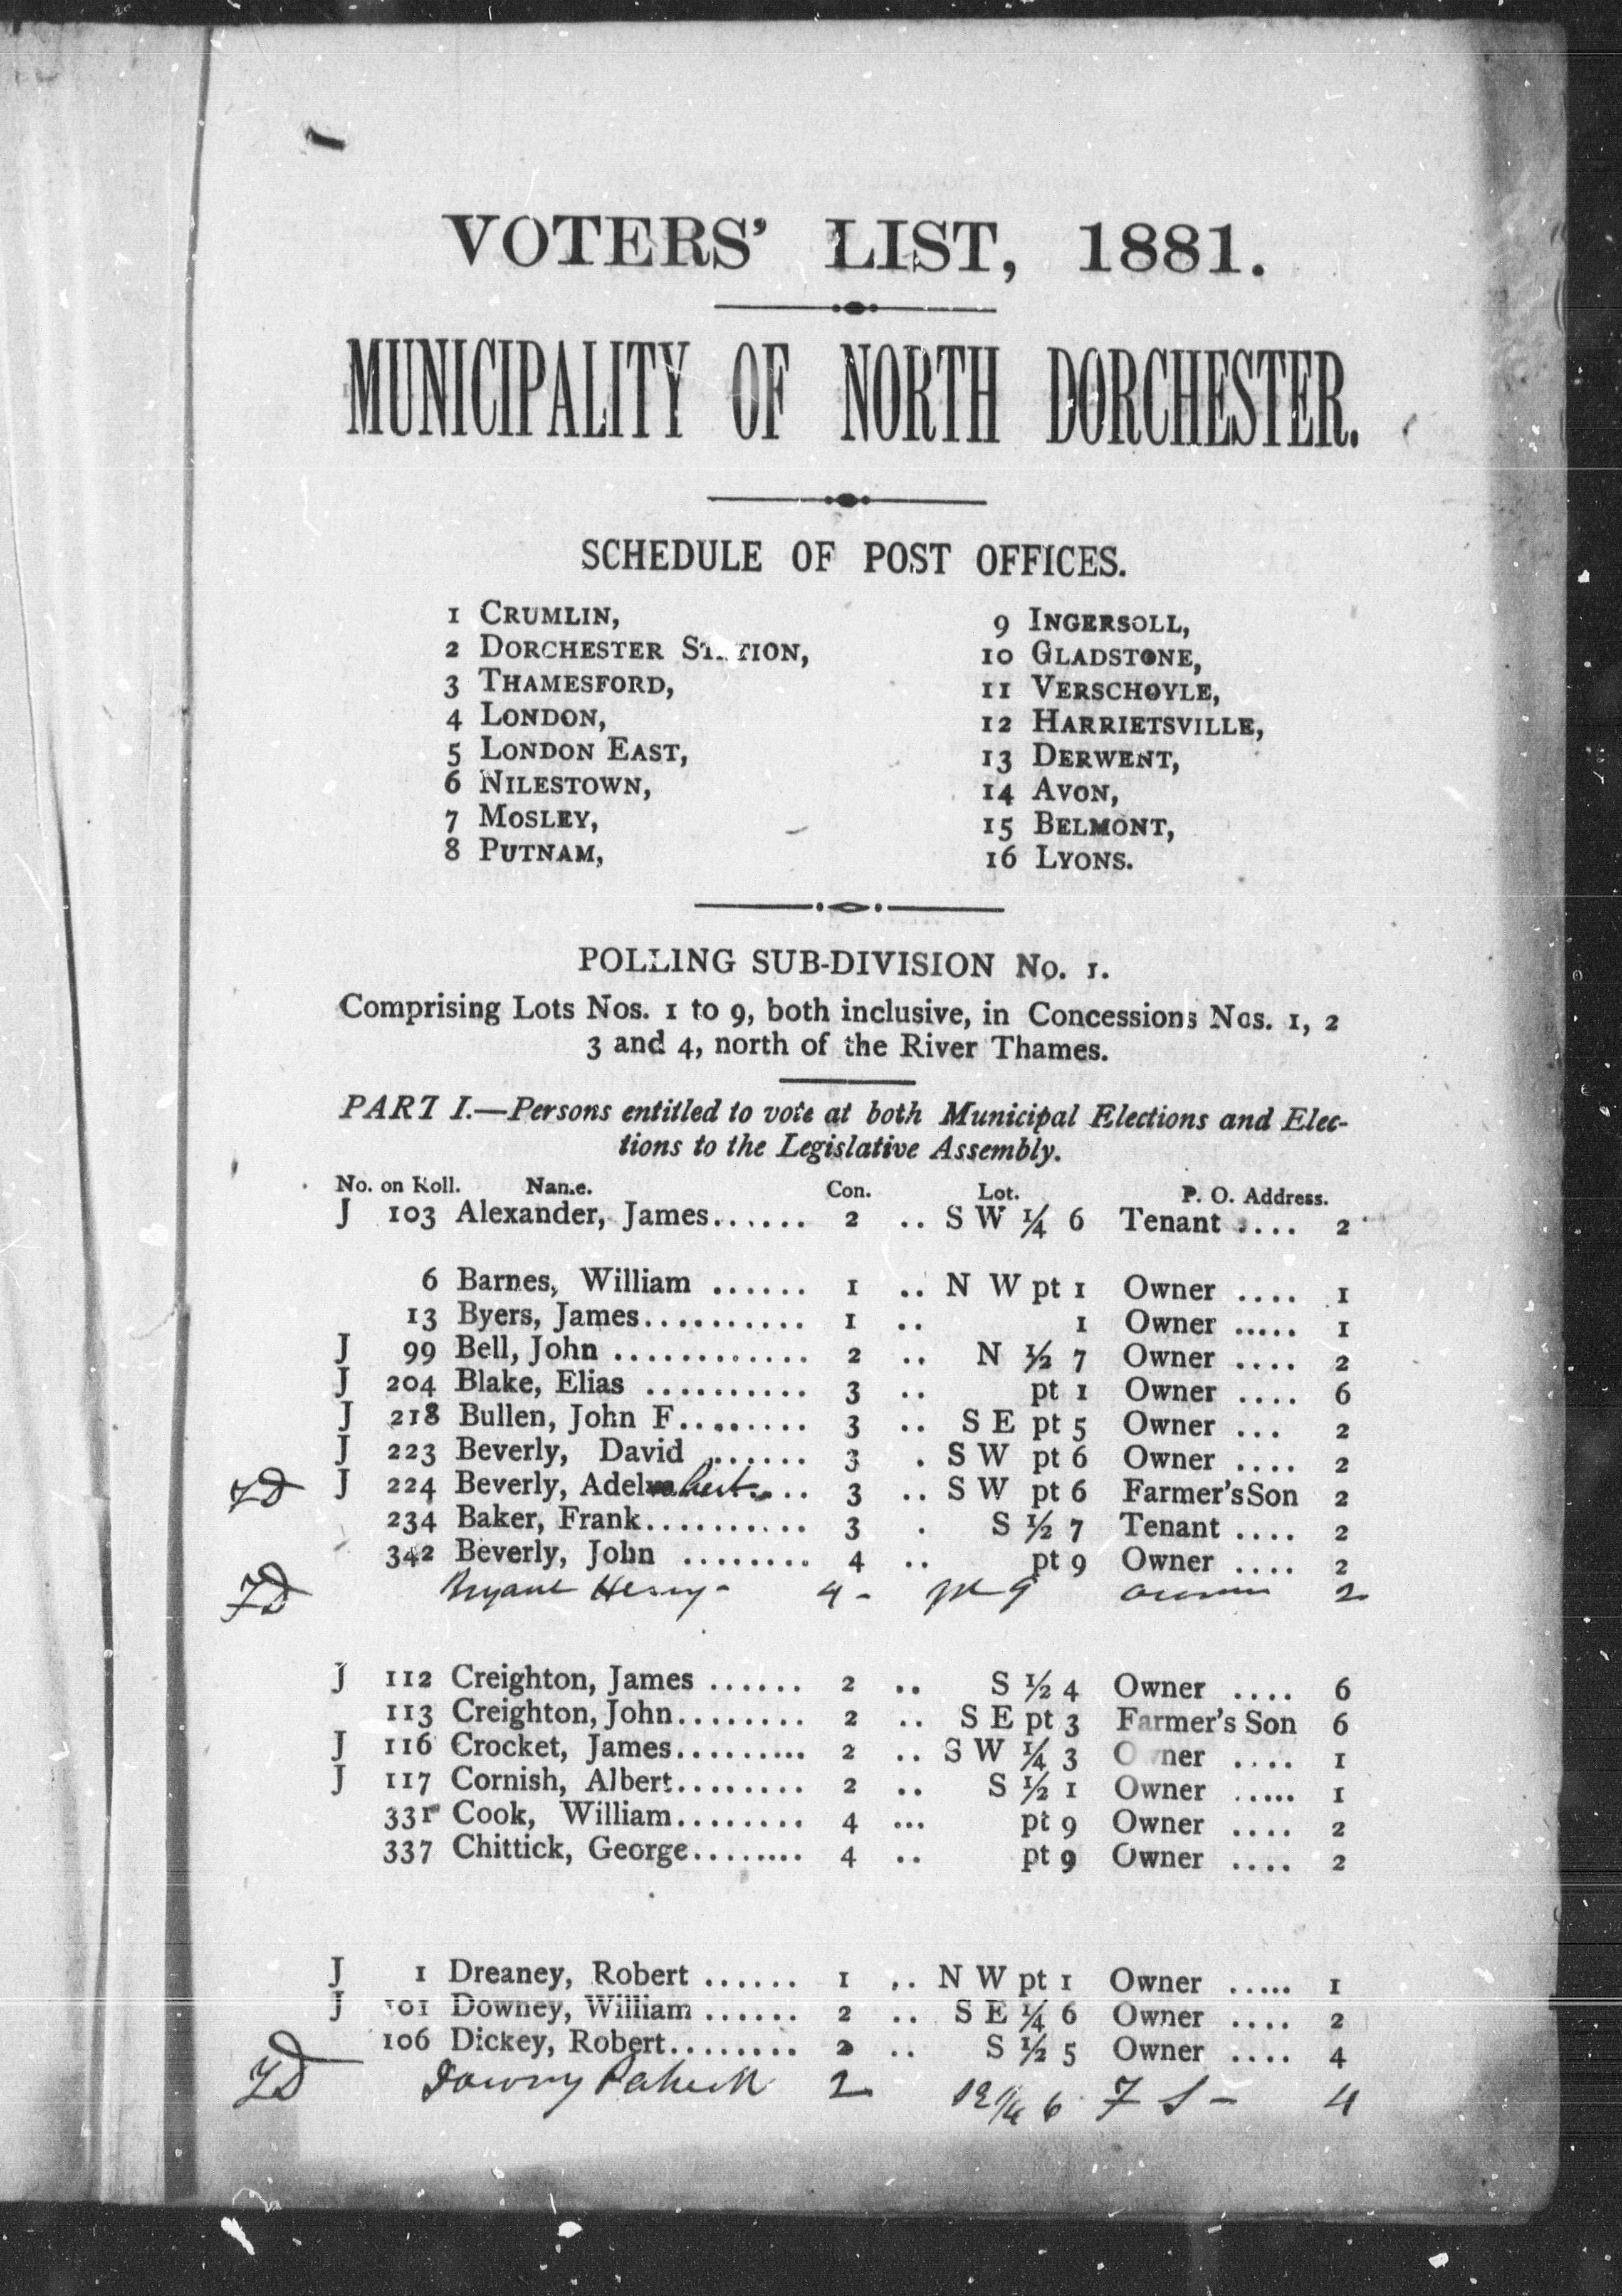 VOTERS' LIST, 1881.
MUNICIPALITY OF NORTH DORCHESTER.
SCHEDULE OF POST OFFICES.
1 CRUMLIN,
2 DORCHESTER STATION,
3 THAMESFORD,
4 LONDON,
5 LONDON EAST,
6 NILESTOWN,
7 MOSLEY,
8 PUTNAM,
9 INGERSOLL,
10 GLADSTONE,
11 VERSCHOYLE,
12 HARRIETSVILLE,
13 DERWENT,
14 AVON,
15 BELMONT,
16 LYONS.
POLLING SUB-DIVISION No. 1.
Comprising Lots Nos. 1 to 9, both inclusive, in Concessions Nos. 1, 2
3 and 4, north of the River Thames.
PART I.—Persons entitled to vote at both Municipal Elections and Elec-
tions to the Legislative Assembly.
No. on Roll. Name. Con. Lot. P. O. Address.
J 103 Alexander, James...... 2 .. S W ¼ 6 Tenant .... 2
6 Barnes, William ...... 1 .. N W pt 1 Owner .... 1
13 Byers, James.......... 1 .. 1 Owner ..... 1
J 99 Bell, John ............ 2 .. N ½ 7 Owner .... 2
J 204 Blake, Elias .......... 3 .. pt 1 Owner .... 6
J 218 Bullen, John F........ 3 .. S E pt 5 Owner ... 2
J 223 Beverly, David ...... 3 . S W pt 6 Owner .... 2
J 224 Beverly, Adelbert.... 3 .. S W pt 6 Farmer's Son 2
234 Baker, Frank.......... 3 . S ½ 7 Tenant .... 2
342 Beverly, John ........ 4 .. pt 9 Owner .... 2
Bryant Henry - 4 - pt 9 owner 2
J 112 Creighton, James ...... 2 .. S ½ 4 Owner .... 6
113 Creighton, John........ 2 .. S E pt 3 Farmer's Son 6
J 116 Crocket, James......... 2 .. S W ¼ 3 Owner .... 1
J 117 Cornish, Albert........ 2 .. S ½ 1 Owner ..... 1
331 Cook, William........ 4 ... pt 9 Owner .... 2
337 Chittick, George........ 4 .. pt 9 Owner .... 2
J 1 Dreaney, Robert ...... 1 .. N W pt 1 Owner ..... 1
J 101 Downey, William ...... 2 .. S E ¼ 6 Owner .... 2
106 Dickey, Robert........ 2 .. S ½ 5 Owner .... 4
2 1/4 6 F S - 4